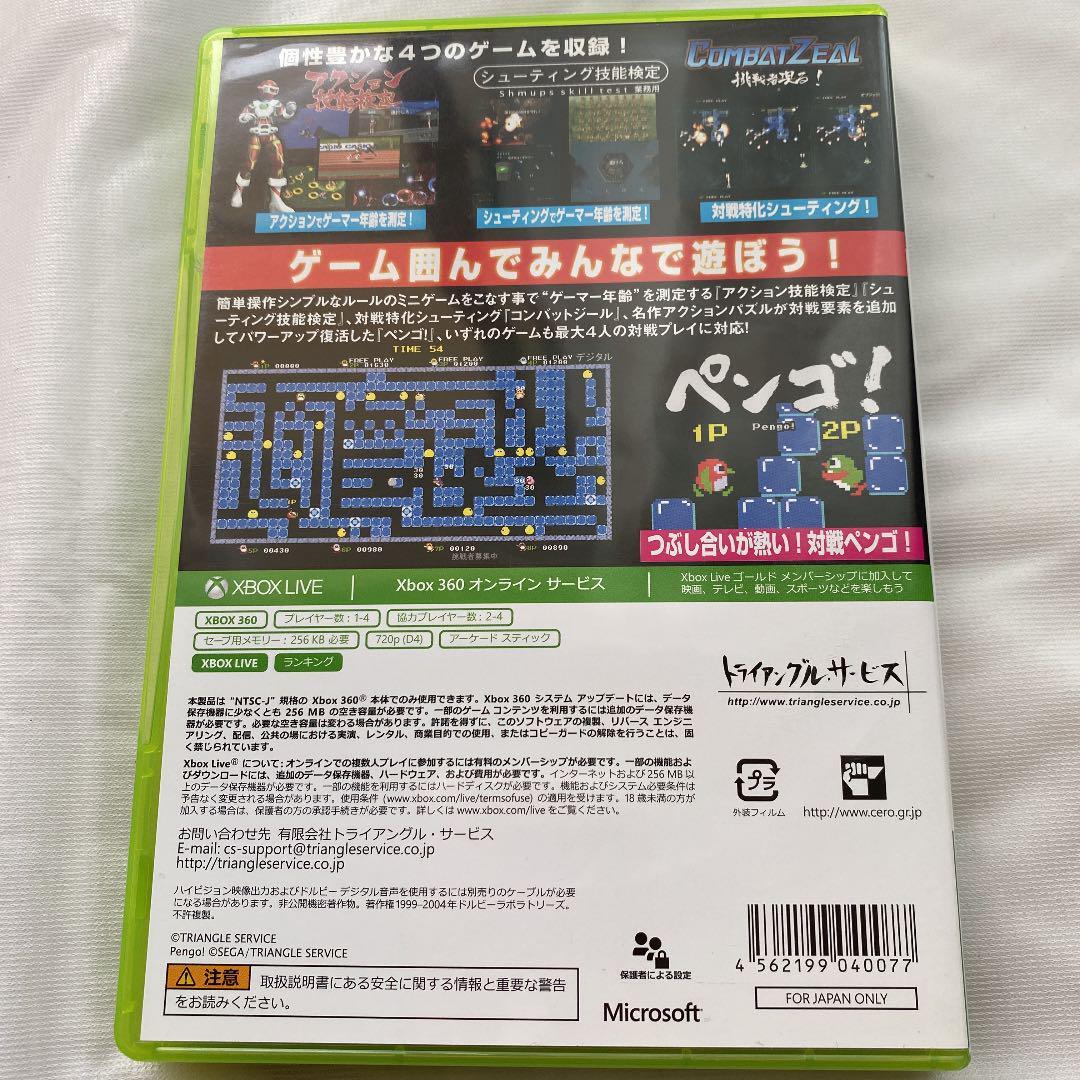 個性豊かな4つのゲームを収録！
アクション
技能検定
シューティング技能検定
Shmups skill test 業務用
COMBATZEAL
挑戦者現る！
アクションでゲーマー年齢を測定！
シューティングでゲーマー年齢を測定！
対戦特化シューティング！
ゲーム囲んでみんなで遊ぼう！
簡単操作シンプルなルールのミニゲームをこなす事で“ゲーマー年齢”を測定する『アクション技能検定』『シュ
ーティング技能検定』、対戦特化シューティング『コンバットジール』、名作アクションパズルが対戦要素を追加
してパワーアップ復活した『ペンゴ！』、いずれのゲームも最大4人の対戦プレイに対応！
TIME 54
FREE PLAY
FREE PLAY
FREE PLAY
デジタル
1P 00000
2P 01630
3P 01200
4P 01200
30
30
30
30
5P 00430
6P 00980
7P 00120
8P 00890
挑戦者募集中
ペンゴ！
Pengo!
1P
2P
つぶし合いが熱い！対戦ペンゴ！
XBOX LIVE
Xbox 360 オンライン サービス
Xbox Live ゴールド メンバーシップに加入して
映画、テレビ、動画、スポーツなどを楽しもう
XBOX 360
プレイヤー数：1-4
協力プレイヤー数：2-4
セーブ用メモリー：256 KB 必要
720p (D4)
アーケード スティック
XBOX LIVE
ランキング
トライアングル・サービス
http://www.triangleservice.co.jp
本製品は “NTSC-J” 規格の Xbox 360® 本体でのみ使用できます。Xbox 360 システム アップデートには、データ
保存機器に少なくとも 256 MB の空き容量が必要です。一部のゲーム コンテンツを利用するには追加のデータ保存機
器が必要です。必要な空き容量は変わる場合があります。許諾を得ずに、このソフトウェアの複製、リバース エンジニ
アリング、配信、公共の場における実演、レンタル、商業目的での使用、またはコピーガードの解除を行うことは、固
く禁じられています。
Xbox Live® について：オンラインでの複数人プレイに参加するには有料のメンバーシップが必要です。一部の機能およ
びダウンロードには、追加のデータ保存機器、ハードウェア、および費用が必要です。インターネットおよび 256 MB 以
上のデータ保存機器が必要です。一部の機能を利用するにはハードディスクが必要です。機能およびシステム必要条件は
予告なく変更される場合があります。使用条件 (www.xbox.com/live/termsofuse) の適用を受けます。18 歳未満の方が
加入する場合は、保護者の方の承認手続きが必要です。詳しくは www.xbox.com/live をご覧ください。
プラ
外装フィルム
http://www.cero.gr.jp
お問い合わせ先 有限会社トライアングル・サービス
E-mail: cs-support@triangleservice.co.jp
http://triangleservice.co.jp
ハイビジョン映像出力およびドルビー デジタル音声を使用するには別売りのケーブルが必要
になる場合があります。非公開機密著作物。著作権1999-2004年ドルビーラボラトリーズ。
不許複製。
©TRIANGLE SERVICE
Pengo! ©SEGA/TRIANGLE SERVICE
注意
取扱説明書にある安全に関する情報と重要な警告
をお読みください。
保護者による設定
Microsoft
4 562199 040077
FOR JAPAN ONLY